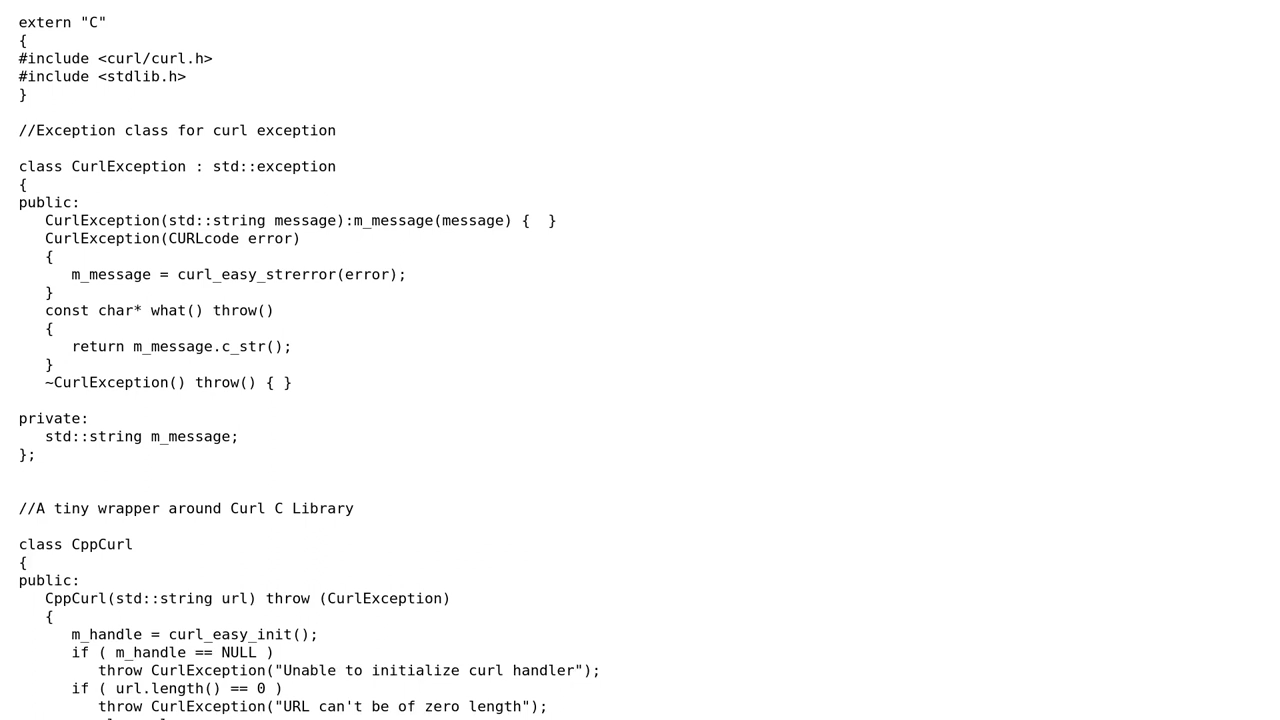 extern "C"
{
#include <curl/curl.h>
#include <stdlib.h>
}

//Exception class for curl exception

class CurlException : std::exception
{
public:
   CurlException(std::string message):m_message(message) {  }
   CurlException(CURLcode error)
   {
      m_message = curl_easy_strerror(error);
   }
   const char* what() throw()
   {
      return m_message.c_str();
   }
   ~CurlException() throw() { }

private:
   std::string m_message;
};


//A tiny wrapper around Curl C Library

class CppCurl
{
public:
   CppCurl(std::string url) throw (CurlException)
   {
      m_handle = curl_easy_init();
      if ( m_handle == NULL )
         throw CurlException("Unable to initialize curl handler");
      if ( url.length() == 0 )
         throw CurlException("URL can't be of zero length");